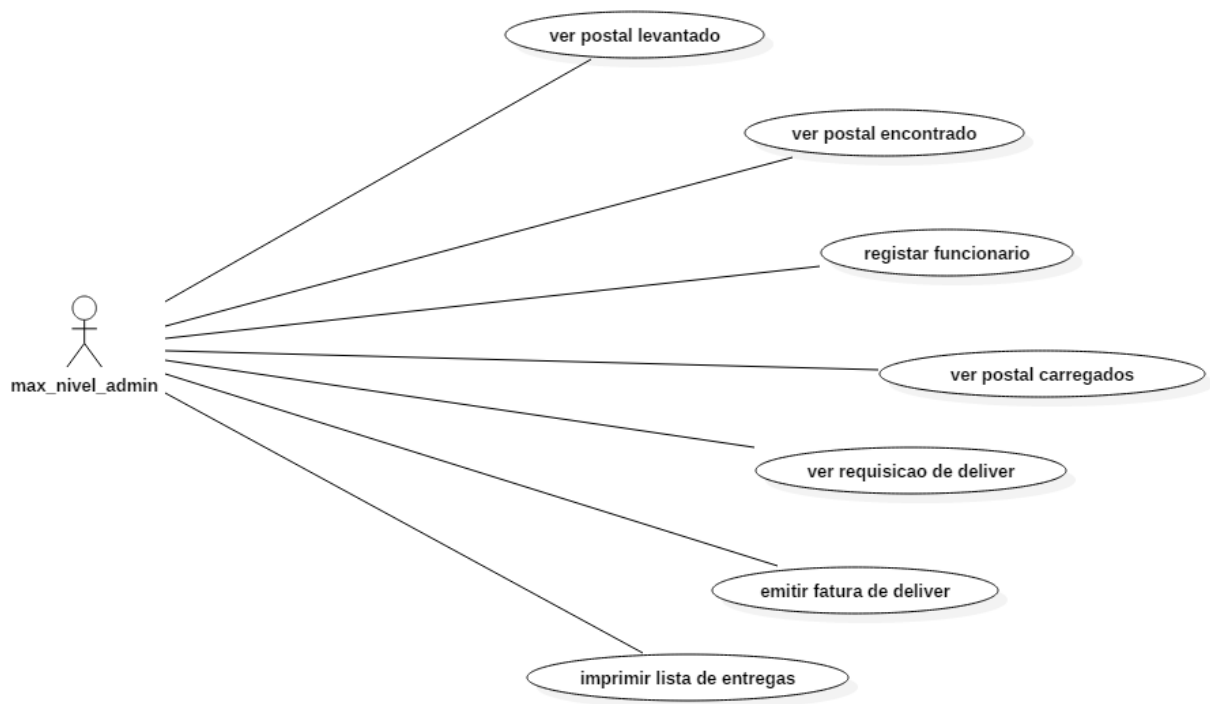 ver postal levantado
ver postal encontrado
registar funcionario
max_nivel_admin
ver postal carregados
ver requisicao de deliver
emitir fatura de deliver
imprimir lista de entregas